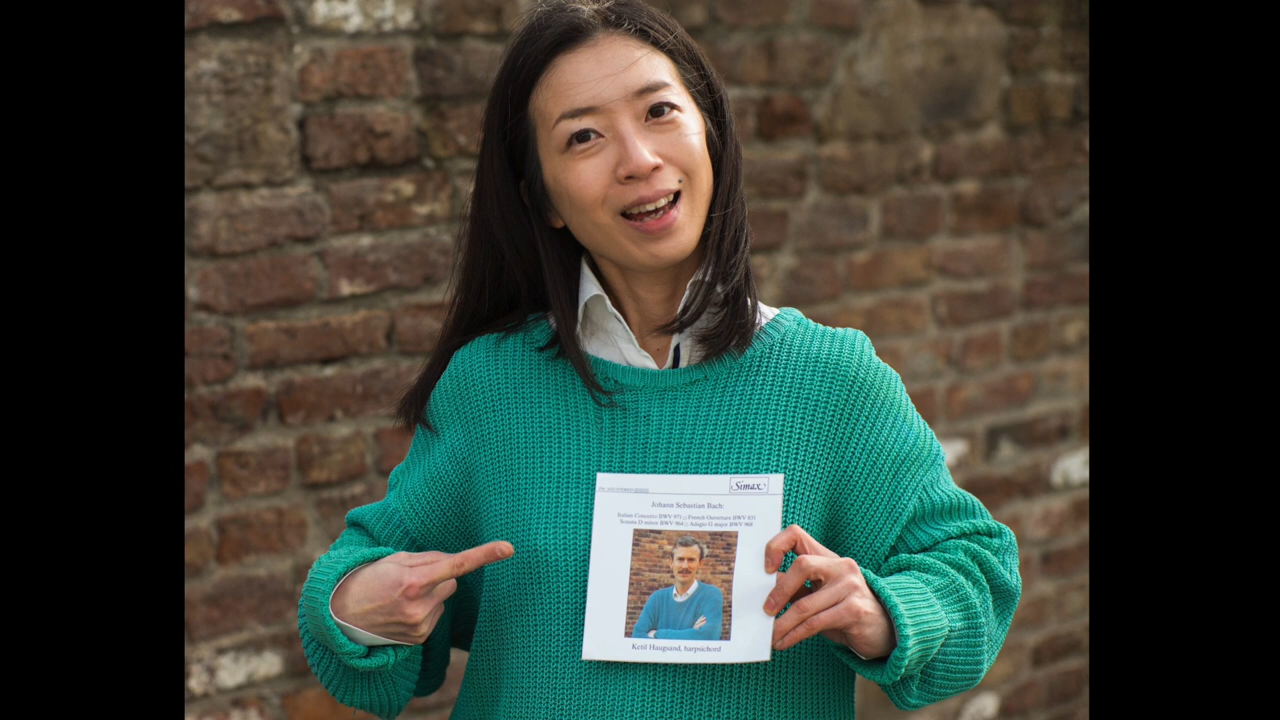 Simax
Johann Sebastian Bach:
Italian Concerto BWV 971 :: French Ouverture BWV 831
Sonata D minor BWV 964 :: Adagio G major BWV 968
Ketil Haugsand, harpsichord